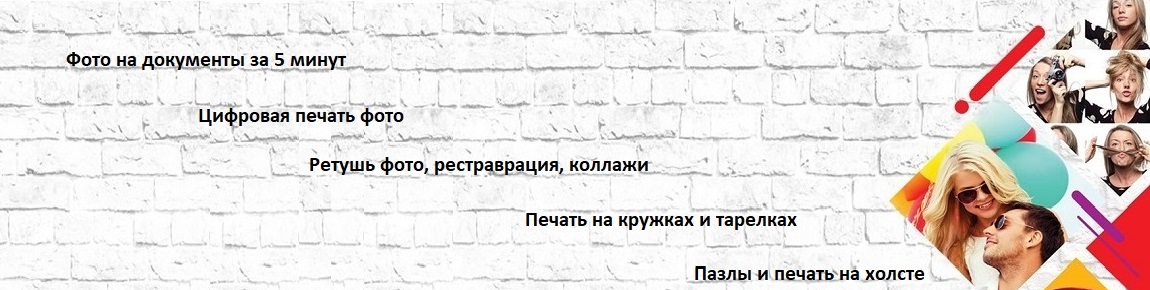 Фото на документы за 5 минут
Цифровая печать фото
Ретушь фото, рестраврация, коллажи
Печать на кружках и тарелках
Пазлы и печать на холсте